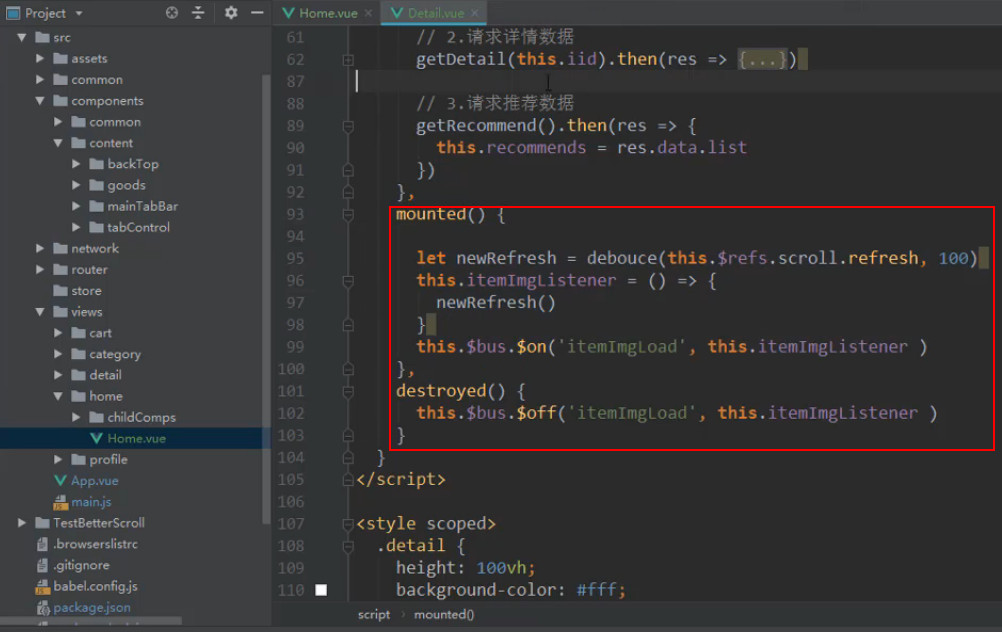 Project
Home.vue
Detail.vue
src
assets
common
components
common
content
backTop
goods
mainTabBar
tabControl
network
router
store
views
cart
category
detail
home
childComps
Home.vue
profile
App.vue
main.js
TestBetterScroll
.browserslistrc
.gitignore
babel.config.js
package.json
61 // 2.请求详情数据
62 getDetail(this.iid).then(res => {...})
87
88 // 3.请求推荐数据
89 getRecommend().then(res => {
90 this.recommends = res.data.list
91 })
92 },
93 mounted() {
94
95 let newRefresh = debouce(this.$refs.scroll.refresh, 100)
96 this.itemImgListener = () => {
97 newRefresh()
98 }
99 this.$bus.$on('itemImgLoad', this.itemImgListener )
100 },
101 destroyed() {
102 this.$bus.$off('itemImgLoad', this.itemImgListener )
103 }
104 }
105 </script>
106
107 <style scoped>
108 .detail {
109 height: 100vh;
110 background-color: #fff;
script › mounted()